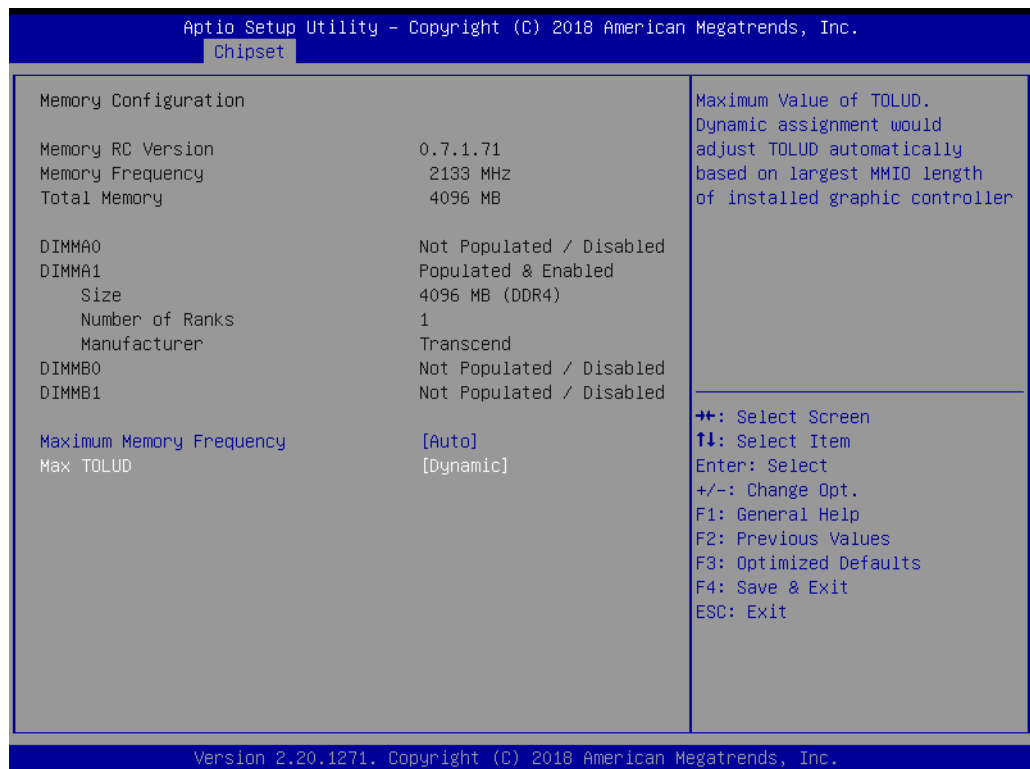 Aptio Setup Utility – Copyright (C) 2018 American Megatrends, Inc.
Chipset
Memory Configuration
Memory RC Version 0.7.1.71
Memory Frequency 2133 MHz
Total Memory 4096 MB
DIMMA0 Not Populated / Disabled
DIMMA1 Populated & Enabled
Size 4096 MB (DDR4)
Number of Ranks 1
Manufacturer Transcend
DIMMB0 Not Populated / Disabled
DIMMB1 Not Populated / Disabled
Maximum Memory Frequency [Auto]
Max TOLUD [Dynamic]
Maximum Value of TOLUD.
Dynamic assignment would
adjust TOLUD automatically
based on largest MMIO length
of installed graphic controller
→←: Select Screen
↑↓: Select Item
Enter: Select
+/-: Change Opt.
F1: General Help
F2: Previous Values
F3: Optimized Defaults
F4: Save & Exit
ESC: Exit
Version 2.20.1271. Copyright (C) 2018 American Megatrends, Inc.